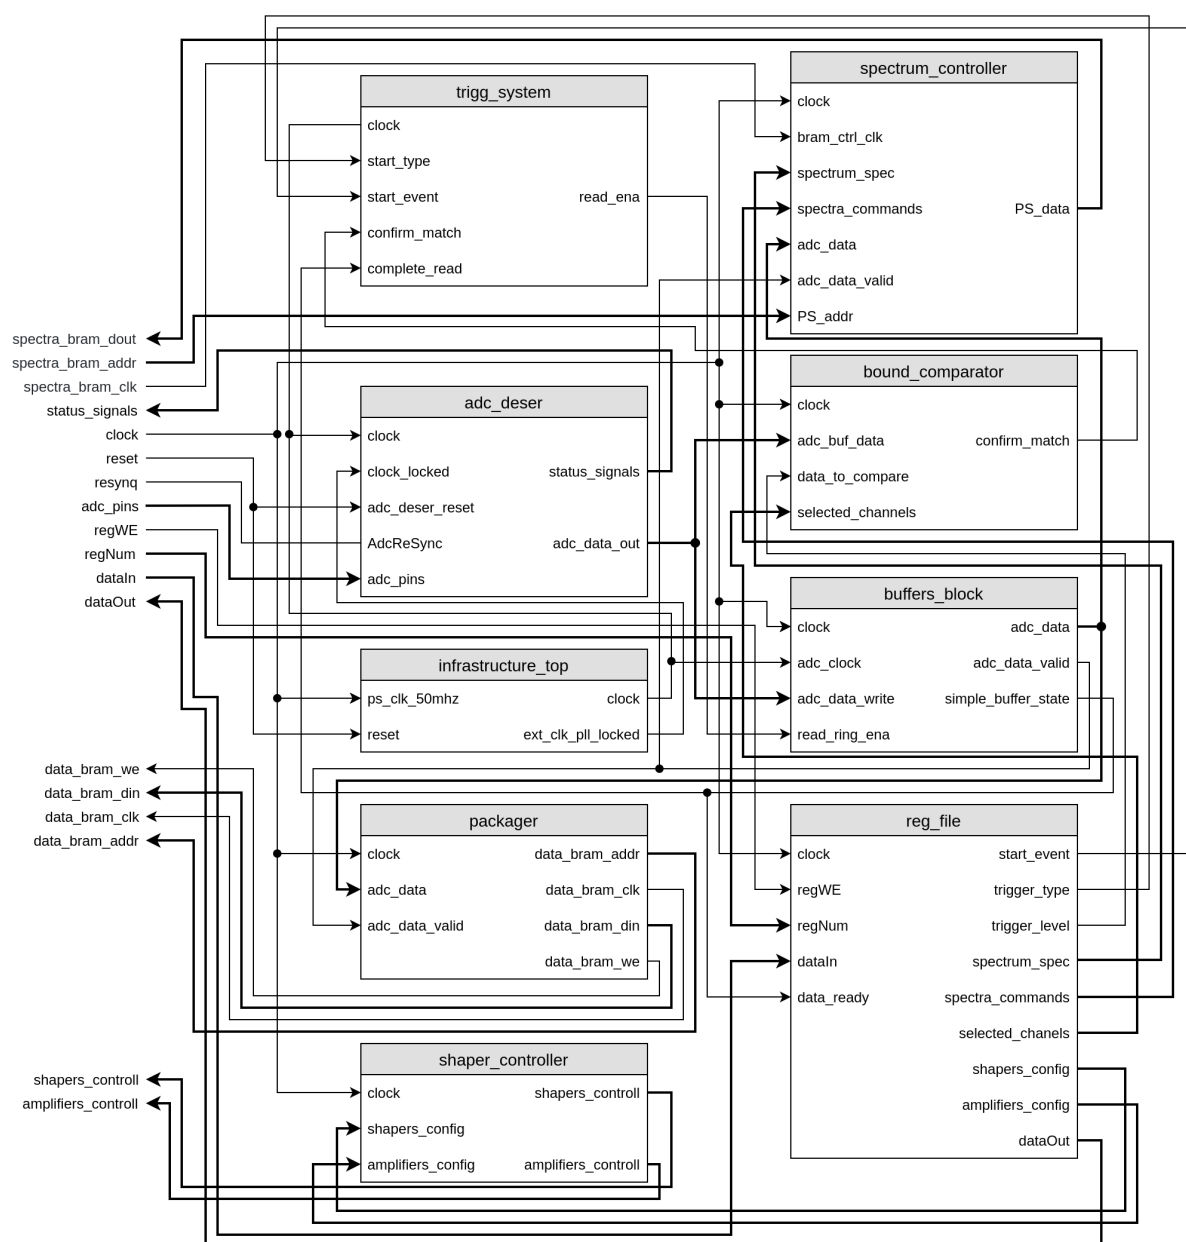 spectra_bram_dout
spectra_bram_addr
spectra_bram_clk
status_signals
clock
reset
resynq
adc_pins
regWE
regNum
dataIn
dataOut
data_bram_we
data_bram_din
data_bram_clk
data_bram_addr
shapers_controll
amplifiers_controll
trigg_system
clock
start_type
start_event
read_ena
confirm_match
complete_read
adc_deser
clock
clock_locked
status_signals
adc_deser_reset
AdcReSync
adc_data_out
adc_pins
infrastructure_top
ps_clk_50mhz
clock
reset
ext_clk_pll_locked
packager
clock
data_bram_addr
adc_data
data_bram_clk
adc_data_valid
data_bram_din
data_bram_we
shaper_controller
clock
shapers_controll
shapers_config
amplifiers_config
amplifiers_controll
spectrum_controller
clock
bram_ctrl_clk
spectrum_spec
spectra_commands
PS_data
adc_data
adc_data_valid
PS_addr
bound_comparator
clock
adc_buf_data
confirm_match
data_to_compare
selected_channels
buffers_block
clock
adc_data
adc_clock
adc_data_valid
adc_data_write
simple_buffer_state
read_ring_ena
reg_file
clock
start_event
regWE
trigger_type
regNum
trigger_level
dataIn
spectrum_spec
data_ready
spectra_commands
selected_chanels
shapers_config
amplifiers_config
dataOut